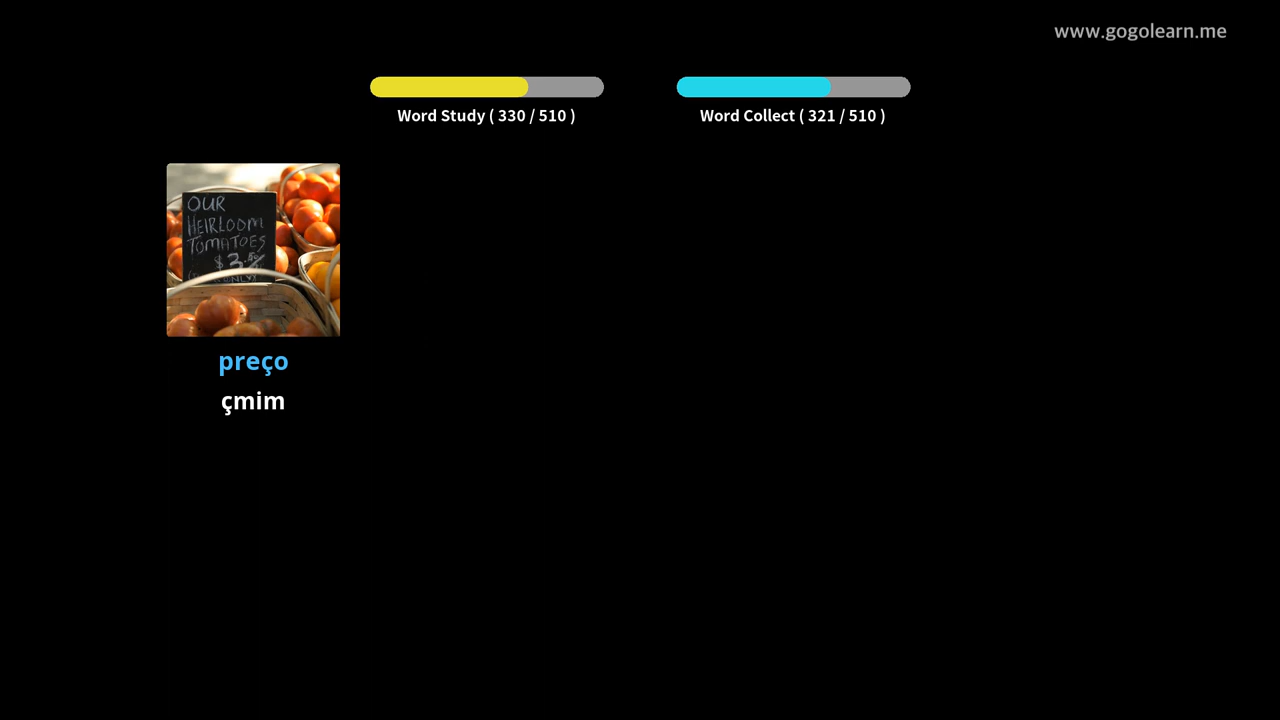 www.gogolearn.me
Word Study ( 330 / 510 )
Word Collect ( 321 / 510 )
OUR
HEIRLOOM
TOMATOES
preço
çmim